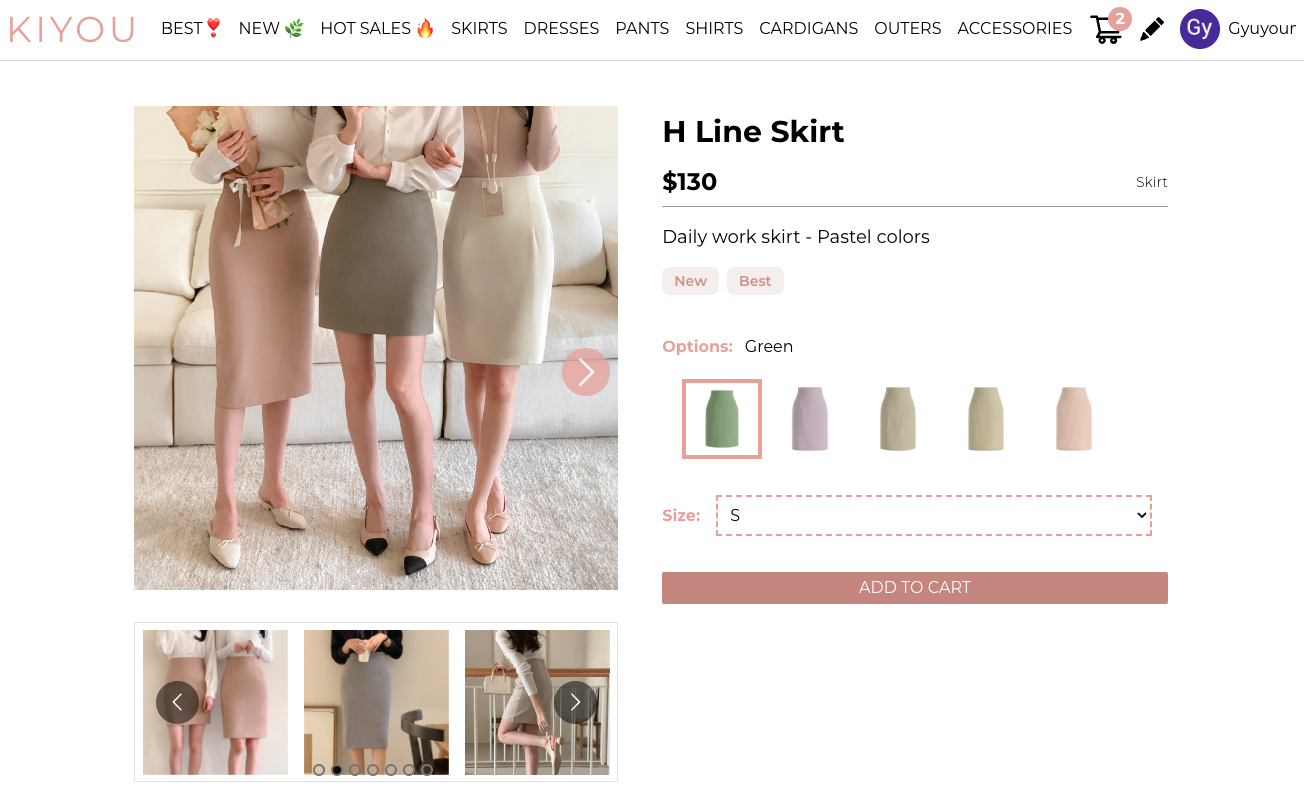 KIYOU
BEST❣️ NEW 🌿 HOT SALES 🔥 SKIRTS DRESSES PANTS SHIRTS CARDIGANS OUTERS ACCESSORIES 2 Gy Gyuyour
H Line Skirt
$130 Skirt
Daily work skirt - Pastel colors
New Best
Options: Green
Size: S
ADD TO CART